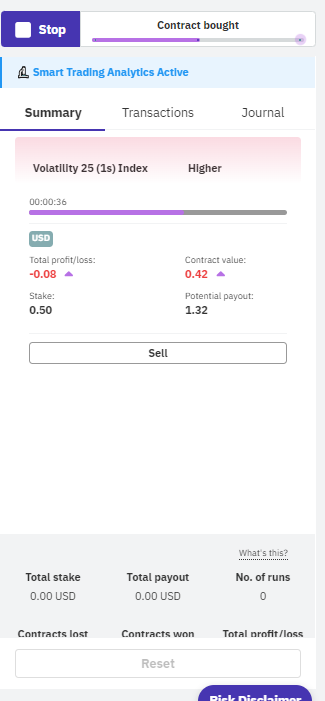 Stop
Contract bought
Smart Trading Analytics Active
Summary Transactions Journal
Volatility 25 (1s) Index Higher
00:00:36
USD
Total profit/loss: Contract value:
-0.08 0.42
Stake: Potential payout:
0.50 1.32
Sell
What's this?
Total stake Total payout No. of runs
0.00 USD 0.00 USD 0
Contracts lost Contracts won Total profit/loss
Reset
Risk Disclaimer